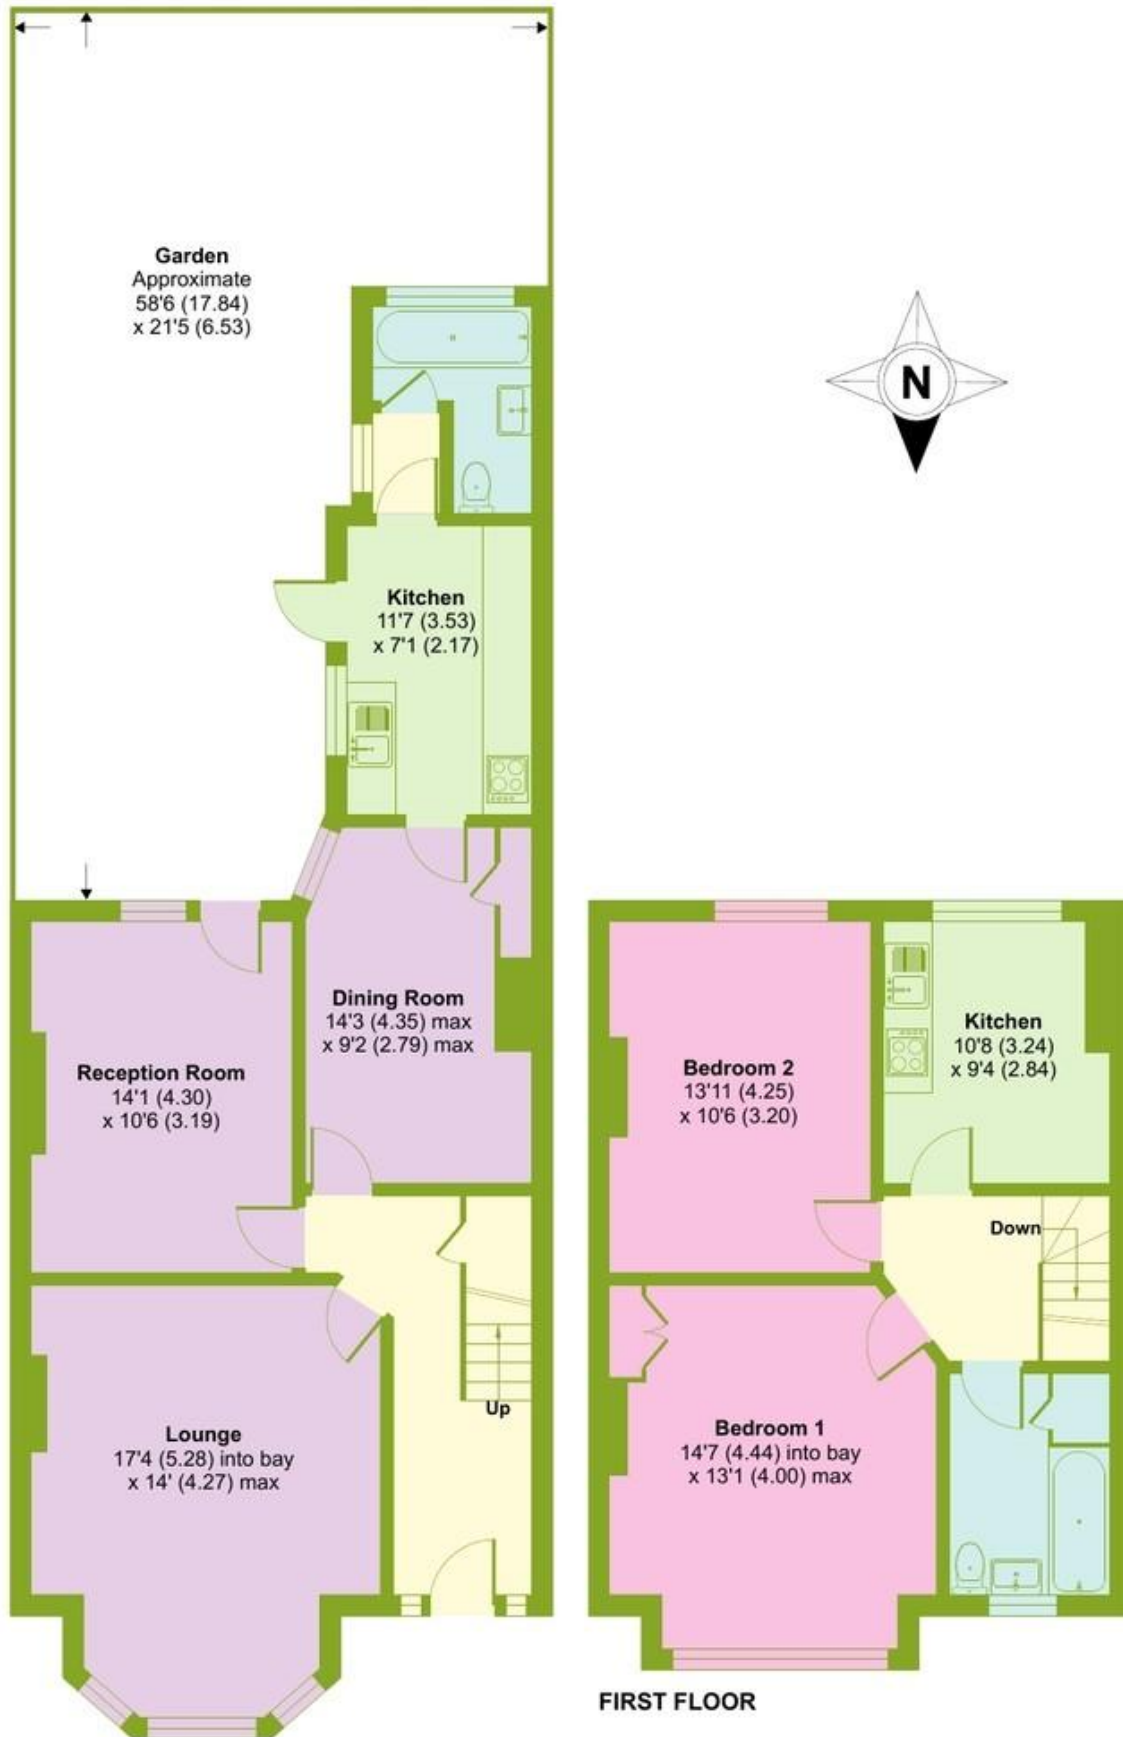 Garden
Approximate
58'6 (17.84)
x 21'5 (6.53)
N
Kitchen
11'7 (3.53)
x 7'1 (2.17)
Dining Room
14'3 (4.35) max
x 9'2 (2.79) max
Reception Room
14'1 (4.30)
x 10'6 (3.19)
Up
Lounge
17'4 (5.28) into bay
x 14' (4.27) max
Kitchen
10'8 (3.24)
x 9'4 (2.84)
Bedroom 2
13'11 (4.25)
x 10'6 (3.20)
Down
Bedroom 1
14'7 (4.44) into bay
x 13'1 (4.00) max
FIRST FLOOR